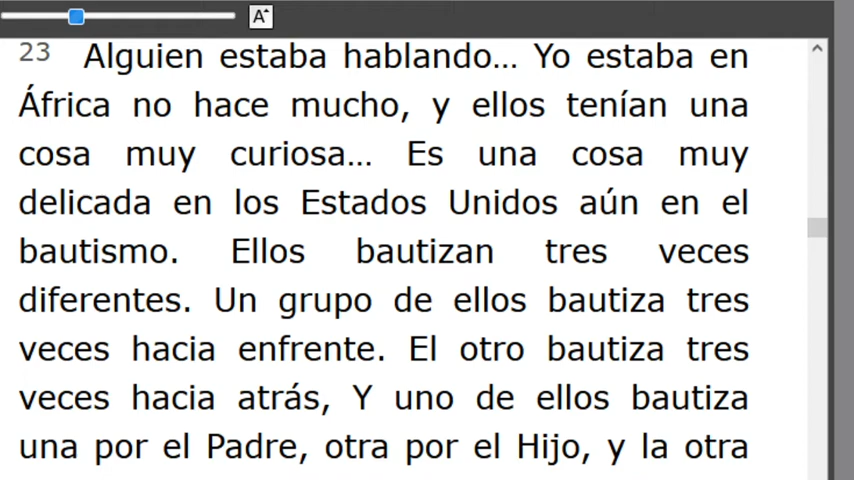 A
23 Alguien estaba hablando... Yo estaba en
África no hace mucho, y ellos tenían una
cosa muy curiosa... Es una cosa muy
delicada en los Estados Unidos aún en el
bautismo. Ellos bautizan tres veces
diferentes. Un grupo de ellos bautiza tres
veces hacia enfrente. El otro bautiza tres
veces hacia atrás, Y uno de ellos bautiza
una por el Padre, otra por el Hijo, y la otra